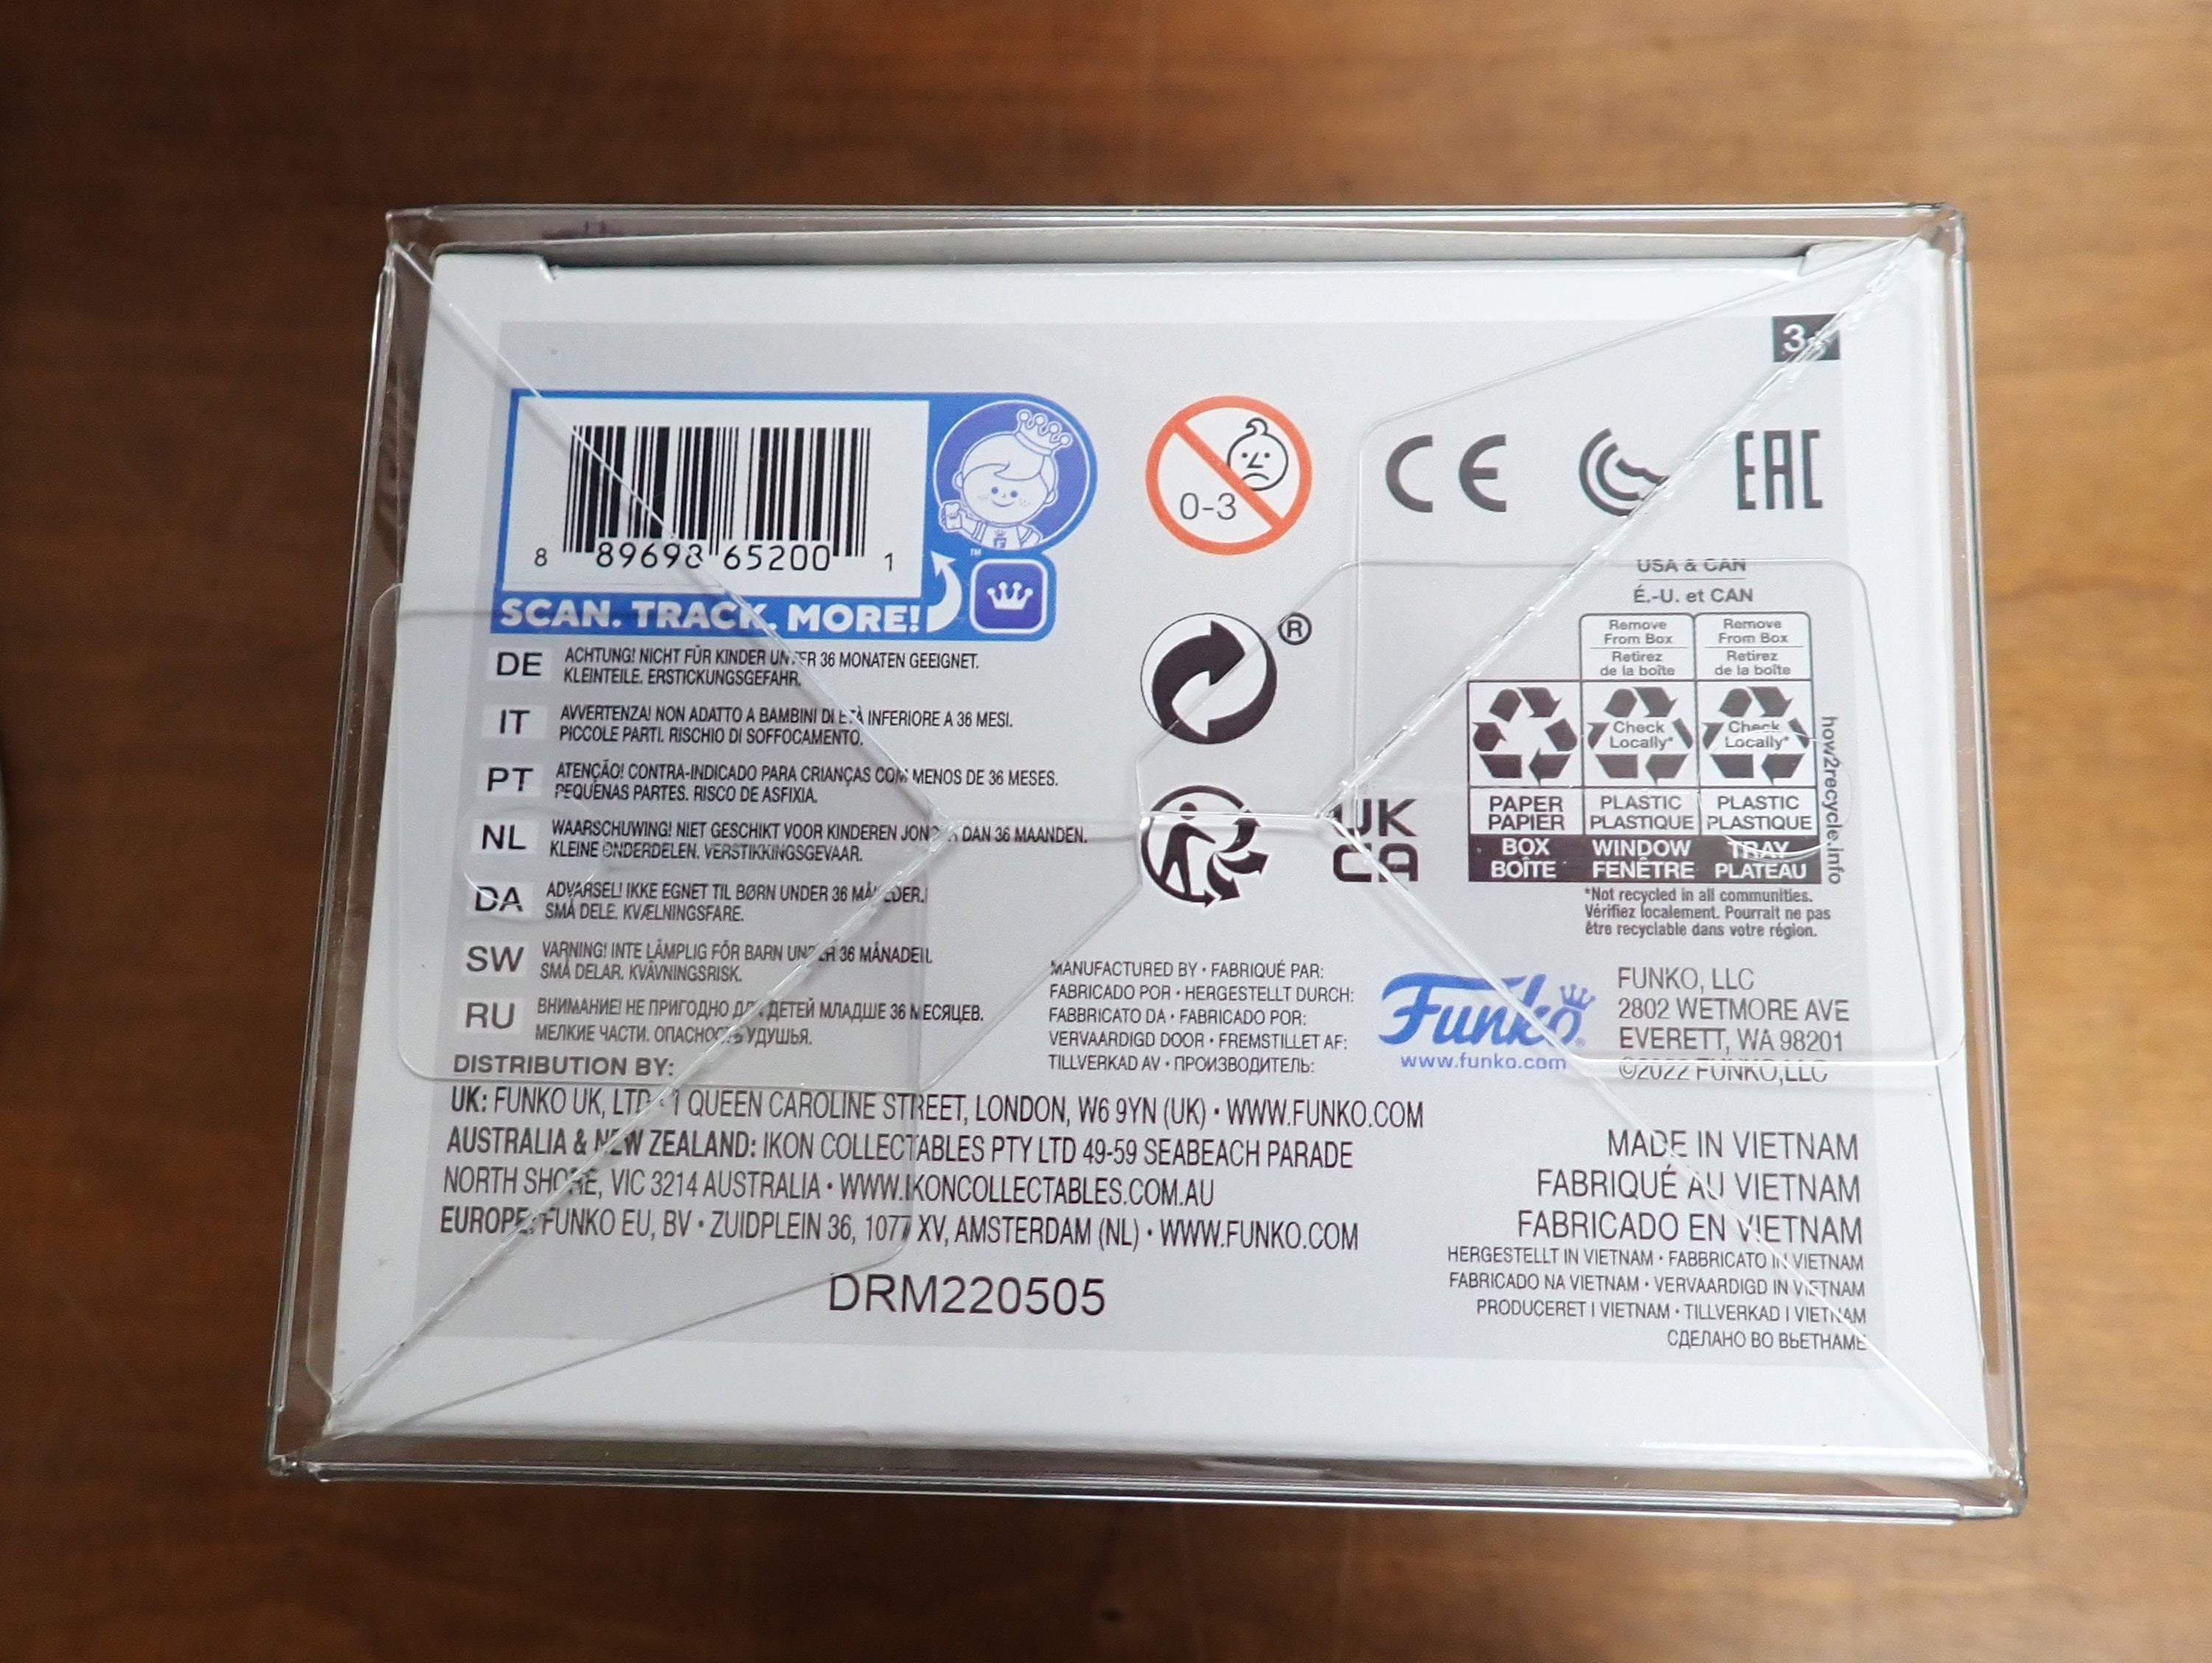 3+
8 89698 65200 1
SCAN. TRACK. MORE!
™
0-3
CE
EAC
®
DE ACHTUNG! NICHT FÜR KINDER UNTER 36 MONATEN GEEIGNET.
KLEINTEILE. ERSTICKUNGSGEFAHR.
IT AVVERTENZA! NON ADATTO A BAMBINI DI ETÀ INFERIORE A 36 MESI.
PICCOLE PARTI. RISCHIO DI SOFFOCAMENTO.
PT ATENÇÃO! CONTRA-INDICADO PARA CRIANÇAS COM MENOS DE 36 MESES.
PEQUENAS PARTES. RISCO DE ASFIXIA.
NL WAARSCHUWING! NIET GESCHIKT VOOR KINDEREN JONGER DAN 36 MAANDEN.
KLEINE ONDERDELEN. VERSTIKKINGSGEVAAR.
DA ADVARSEL! IKKE EGNET TIL BØRN UNDER 36 MÅNEDER.
SMÅ DELE. KVÆLNINGSFARE.
SW VARNING! INTE LÄMPLIG FÖR BARN UNDER 36 MÅNADER.
SMÅ DELAR. KVÄVNINGSRISK.
RU ВНИМАНИЕ! НЕ ПРИГОДНО ДЛЯ ДЕТЕЙ МЛАДШЕ 36 МЕСЯЦЕВ.
МЕЛКИЕ ЧАСТИ. ОПАСНОСТЬ УДУШЬЯ.
USA & CAN
É.-U. et CAN
Remove From Box Retirez de la boîte
Remove From Box Retirez de la boîte
Check Locally*
Check Locally*
PAPER PAPIER
PLASTIC PLASTIQUE
PLASTIC PLASTIQUE
BOX BOÎTE
WINDOW FENÊTRE
TRAY PLATEAU
how2recycle.info
*Not recycled in all communities.
Vérifiez localement. Pourrait ne pas
être recyclable dans votre région.
UK
CA
MANUFACTURED BY • FABRIQUÉ PAR:
FABRICADO POR • HERGESTELLT DURCH:
FABBRICATO DA • FABRICADO POR:
VERVAARDIGD DOOR • FREMSTILLET AF:
TILLVERKAD AV • ПРОИЗВОДИТЕЛЬ:
Funko®
www.funko.com
FUNKO, LLC
2802 WETMORE AVE
EVERETT, WA 98201
©2022 FUNKO,LLC
DISTRIBUTION BY:
UK: FUNKO UK, LTD • 1 QUEEN CAROLINE STREET, LONDON, W6 9YN (UK) • WWW.FUNKO.COM
AUSTRALIA & NEW ZEALAND: IKON COLLECTABLES PTY LTD 49-59 SEABEACH PARADE
NORTH SHORE, VIC 3214 AUSTRALIA • WWW.IKONCOLLECTABLES.COM.AU
EUROPE: FUNKO EU, BV • ZUIDPLEIN 36, 1077 XV, AMSTERDAM (NL) • WWW.FUNKO.COM
DRM220505
MADE IN VIETNAM
FABRIQUÉ AU VIETNAM
FABRICADO EN VIETNAM
HERGESTELLT IN VIETNAM • FABBRICATO IN VIETNAM
FABRICADO NA VIETNAM • VERVAARDIGD IN VIETNAM
PRODUCERET I VIETNAM • TILLVERKAD I VIETNAM
СДЕЛАНО ВО ВЬЕТНАМЕ